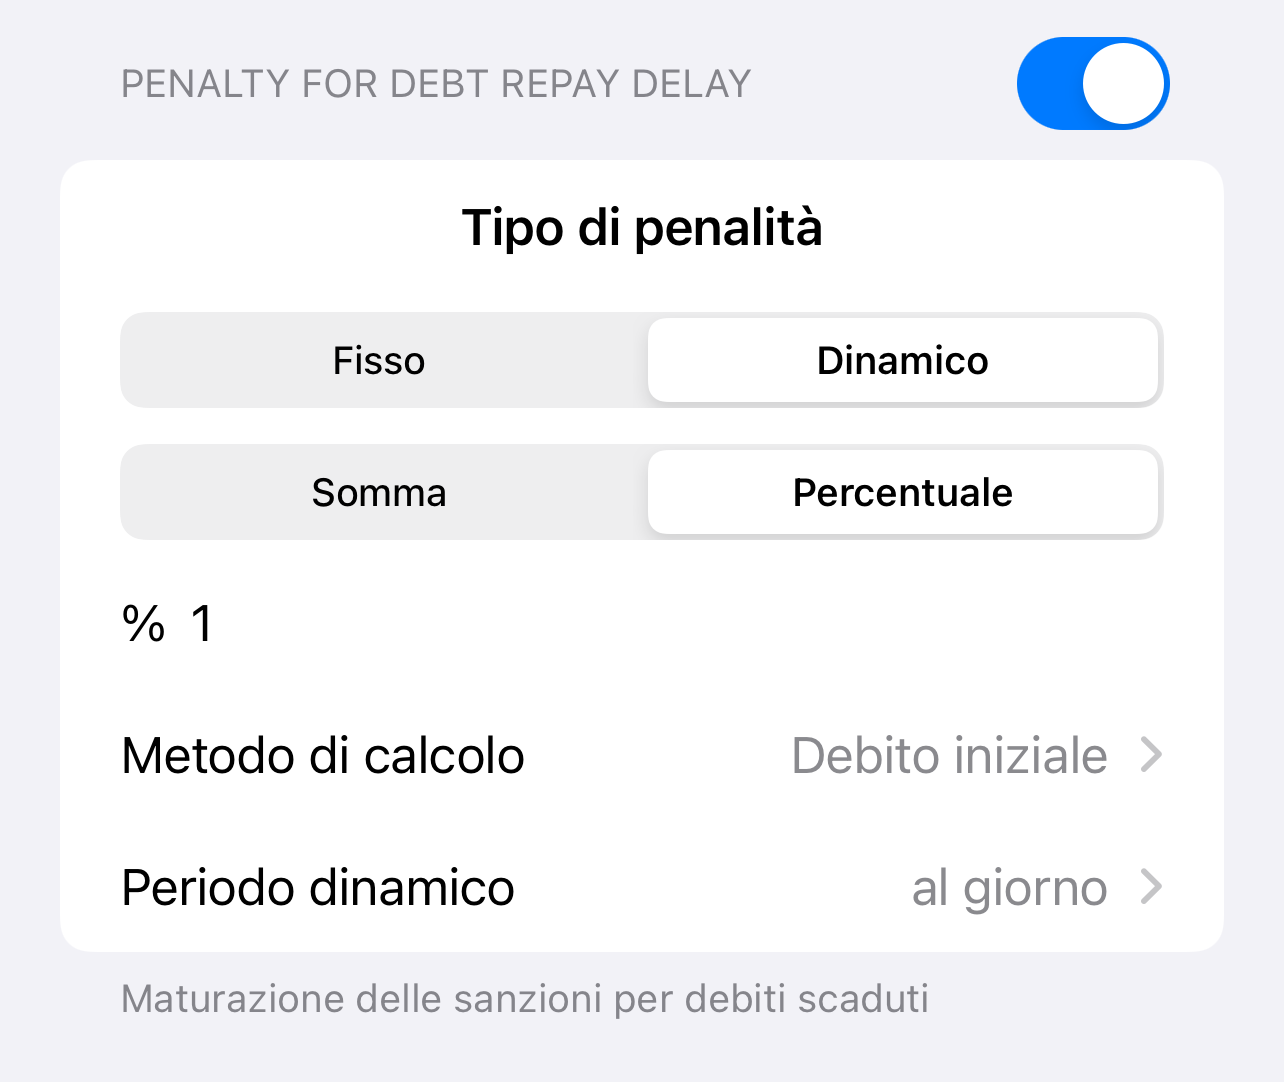 PENALTY FOR DEBT REPAY DELAY
Tipo di penalità
Fisso Dinamico
Somma Percentuale
% 1
Metodo di calcolo Debito iniziale
Periodo dinamico al giorno
Maturazione delle sanzioni per debiti scaduti